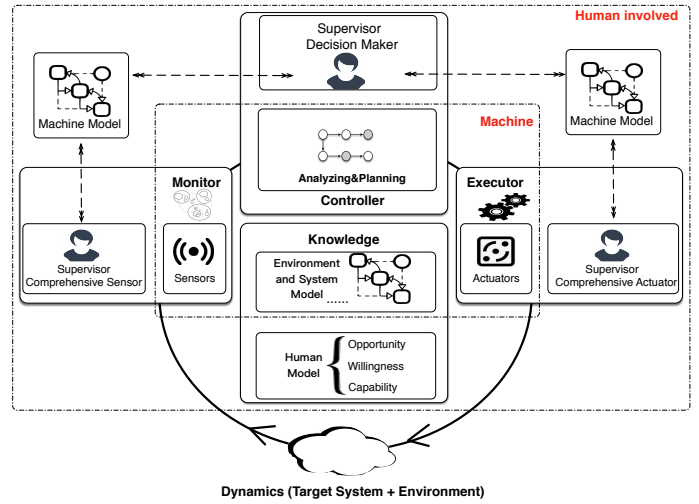 Human involved
Supervisor
Decision Maker
Machine Model
Machine Model
Machine
Analyzing&Planning
Controller
Monitor
Executor
Sensors
Actuators
Supervisor
Comprehensive Sensor
Supervisor
Comprehensive Actuator
Knowledge
Environment
and System
Model
......
Human
Model
{
Opportunity
Willingness
Capability
Dynamics (Target System + Environment)